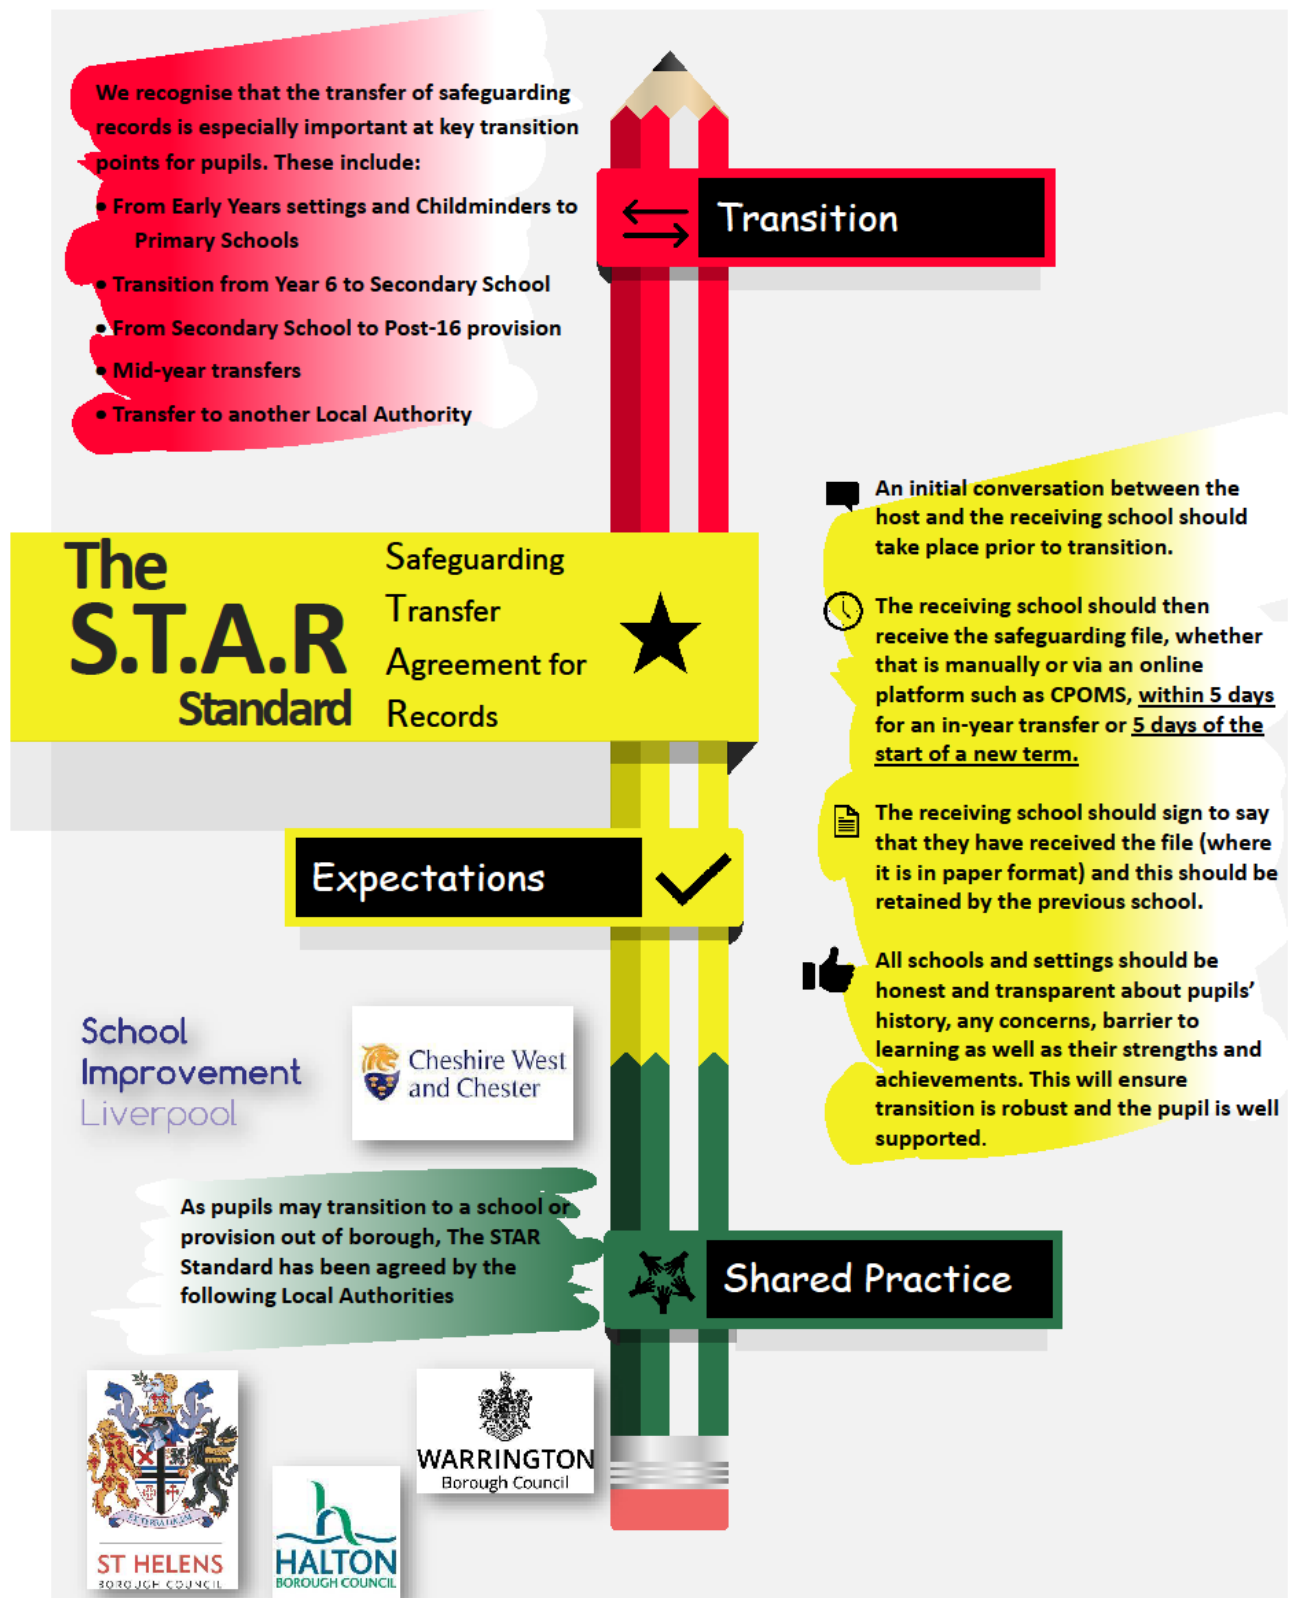 We recognise that the transfer of safeguarding
records is especially important at key transition
points for pupils. These include:
• From Early Years settings and Childminders to
Primary Schools
• Transition from Year 6 to Secondary School
• From Secondary School to Post-16 provision
• Mid-year transfers
• Transfer to another Local Authority
Transition
The
S.T.A.R
Standard
Safeguarding
Transfer
Agreement for
Records
An initial conversation between the
host and the receiving school should
take place prior to transition.
The receiving school should then
receive the safeguarding file, whether
that is manually or via an online
platform such as CPOMS, within 5 days
for an in-year transfer or 5 days of the
start of a new term.
The receiving school should sign to say
that they have received the file (where
it is in paper format) and this should be
retained by the previous school.
All schools and settings should be
honest and transparent about pupils’
history, any concerns, barrier to
learning as well as their strengths and
achievements. This will ensure
transition is robust and the pupil is well
supported.
Expectations
School
Improvement
Liverpool
Cheshire West
and Chester
As pupils may transition to a school or
provision out of borough, The STAR
Standard has been agreed by the
following Local Authorities
Shared Practice
ST HELENS
BOROUGH COUNCIL
HALTON
BOROUGH COUNCIL
WARRINGTON
Borough Council